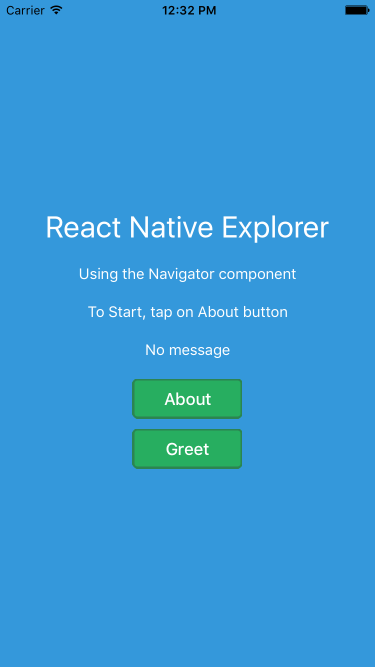 Carrier 12:32 PM
React Native Explorer
Using the Navigator component
To Start, tap on About button
No message
About
Greet